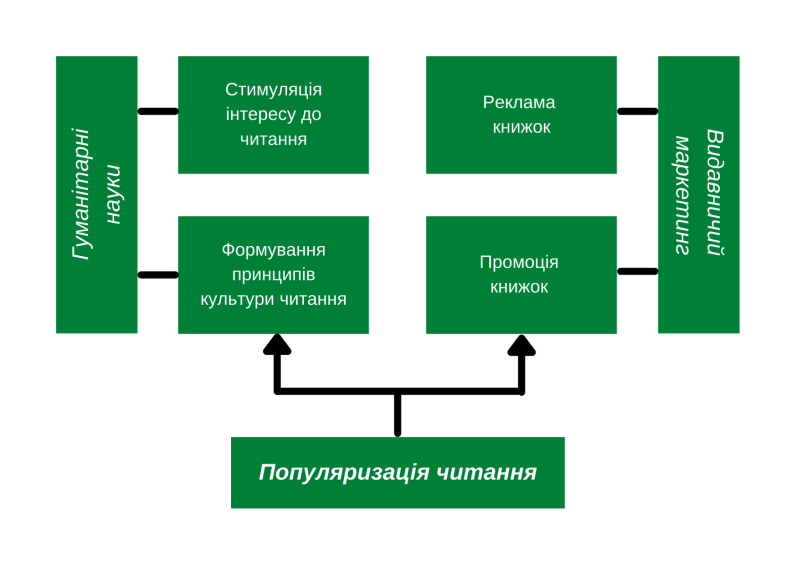 Гуманітарні
науки
Стимуляція
інтересу до
читання
Формування
принципів
культури читання
Реклама
книжок
Промоція
книжок
Видавничий
маркетинг
Популяризація читання